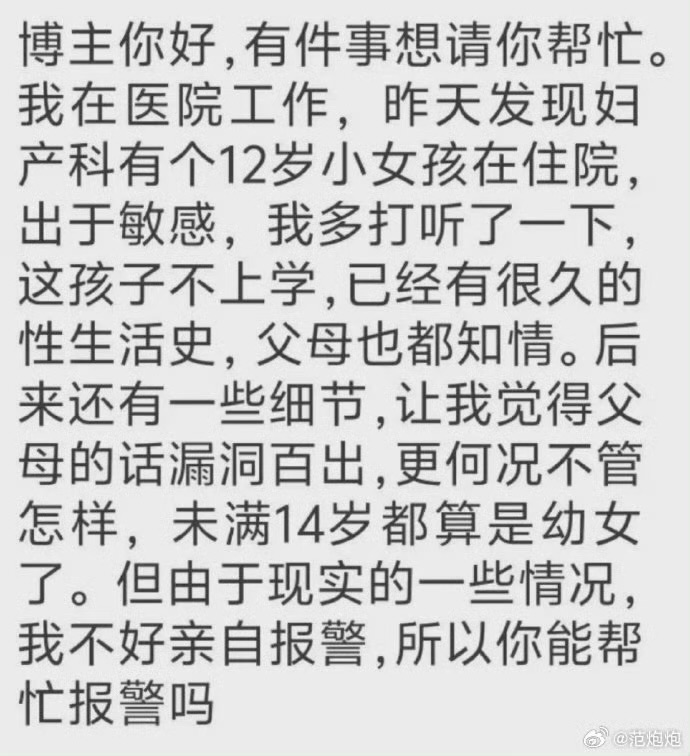 博主你好,有件事想请你帮忙。
我在医院工作，昨天发现妇
产科有个12岁小女孩在住院，
出于敏感，我多打听了一下，
这孩子不上学,已经有很久的
性生活史，父母也都知情。后
来还有一些细节,让我觉得父
母的话漏洞百出,更何况不管
怎样，未满14岁都算是幼女
了。但由于现实的一些情况，
我不好亲自报警,所以你能帮
忙报警吗
@范炮炮